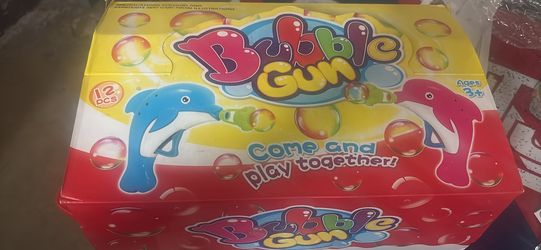 Bubble
Gun
12
PCS
Ages
3+
Come and
play together!
Bubble
Gun